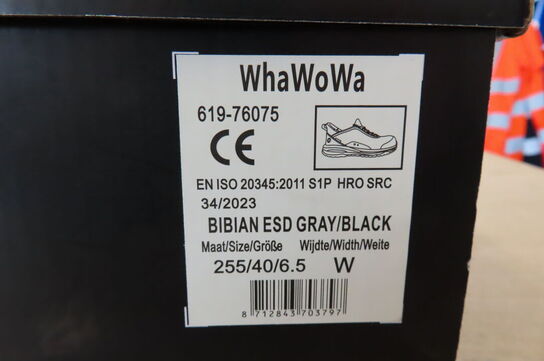 WhaWoWa
619-76075
CE
EN ISO 20345:2011 S1P HRO SRC
34/2023
BIBIAN ESD GRAY/BLACK
Maat/Size/Größe Wijdte/Width/Weite
255/40/6.5 W
8 712843 703797